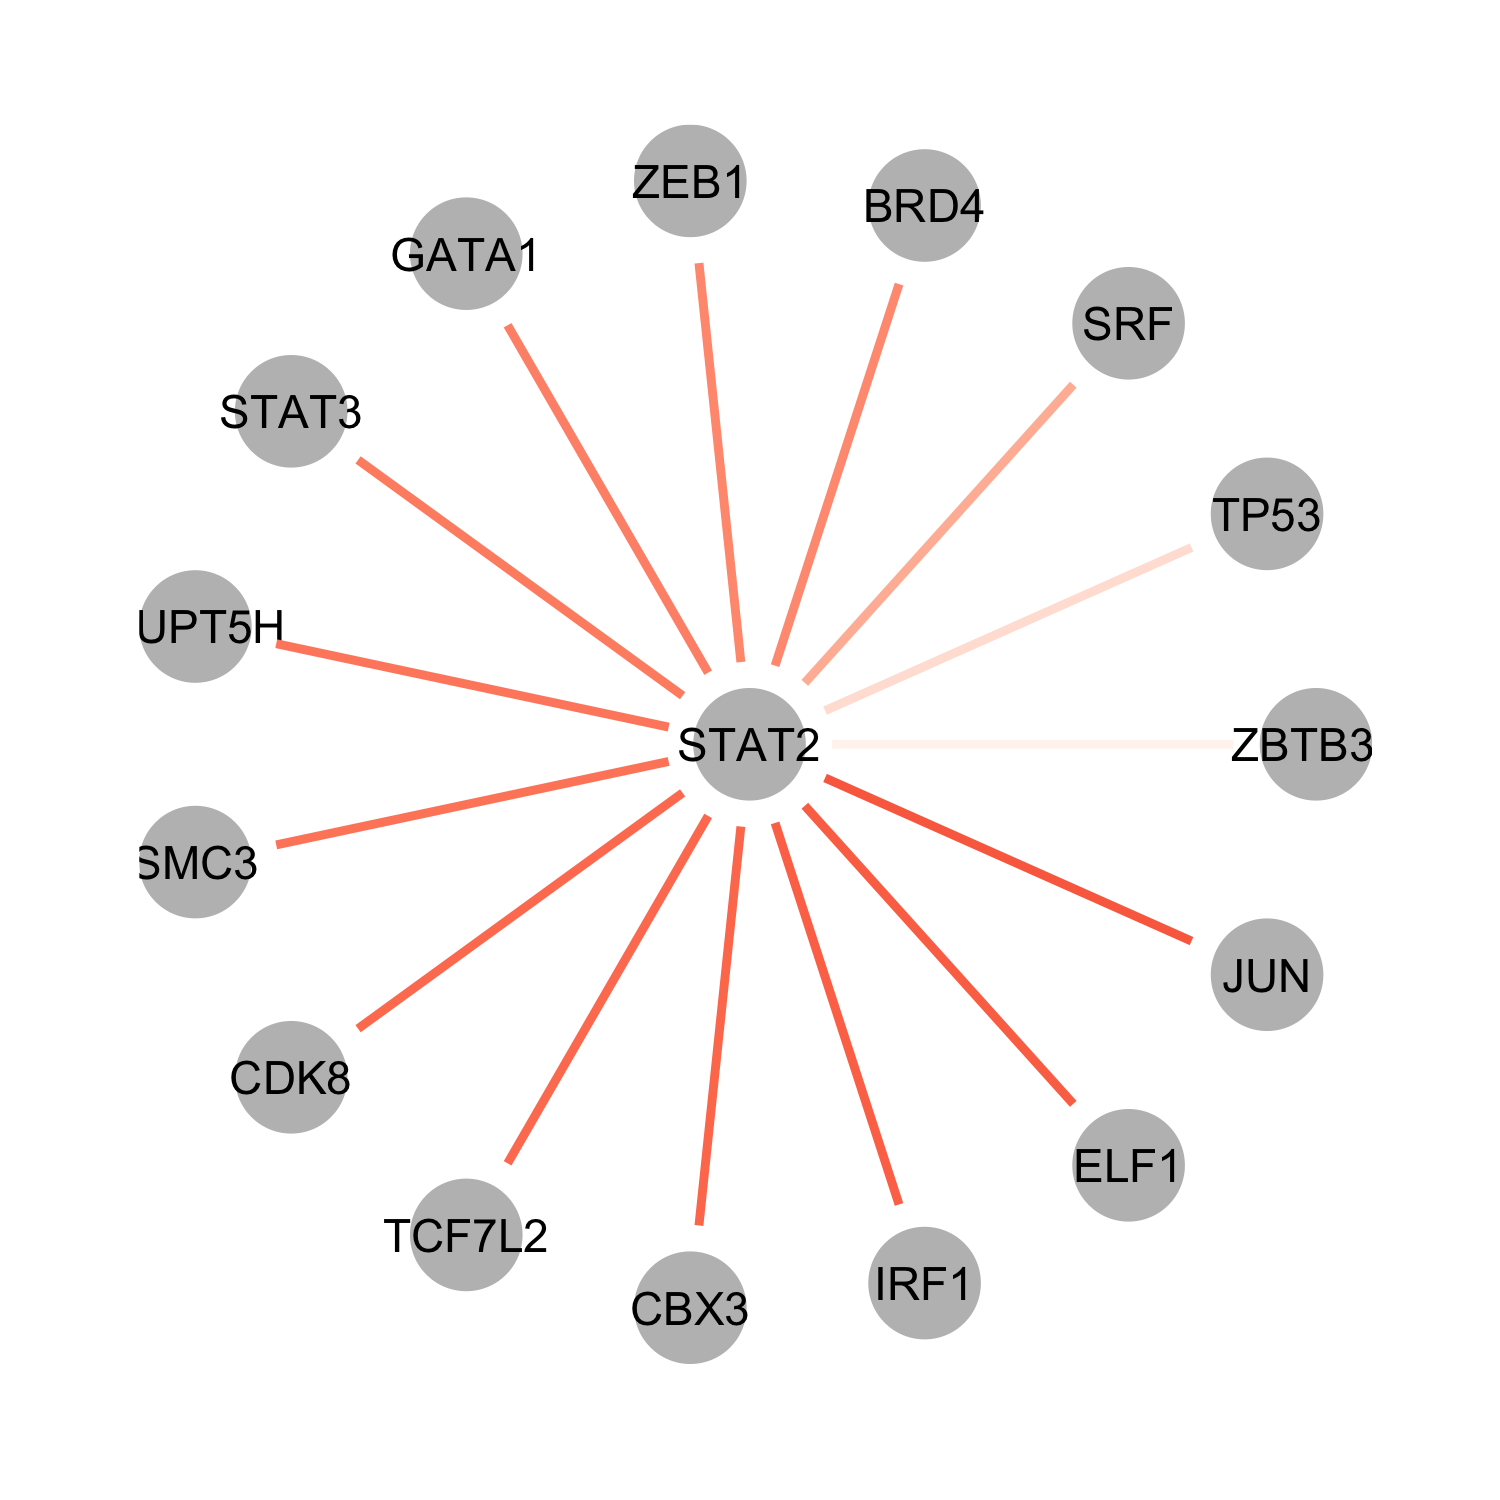 ZEB1
BRD4
GATA1
SRF
STAT3
TP53
UPT5H
STAT2
ZBTB3
SMC3
JUN
CDK8
ELF1
TCF7L2
IRF1
CBX3